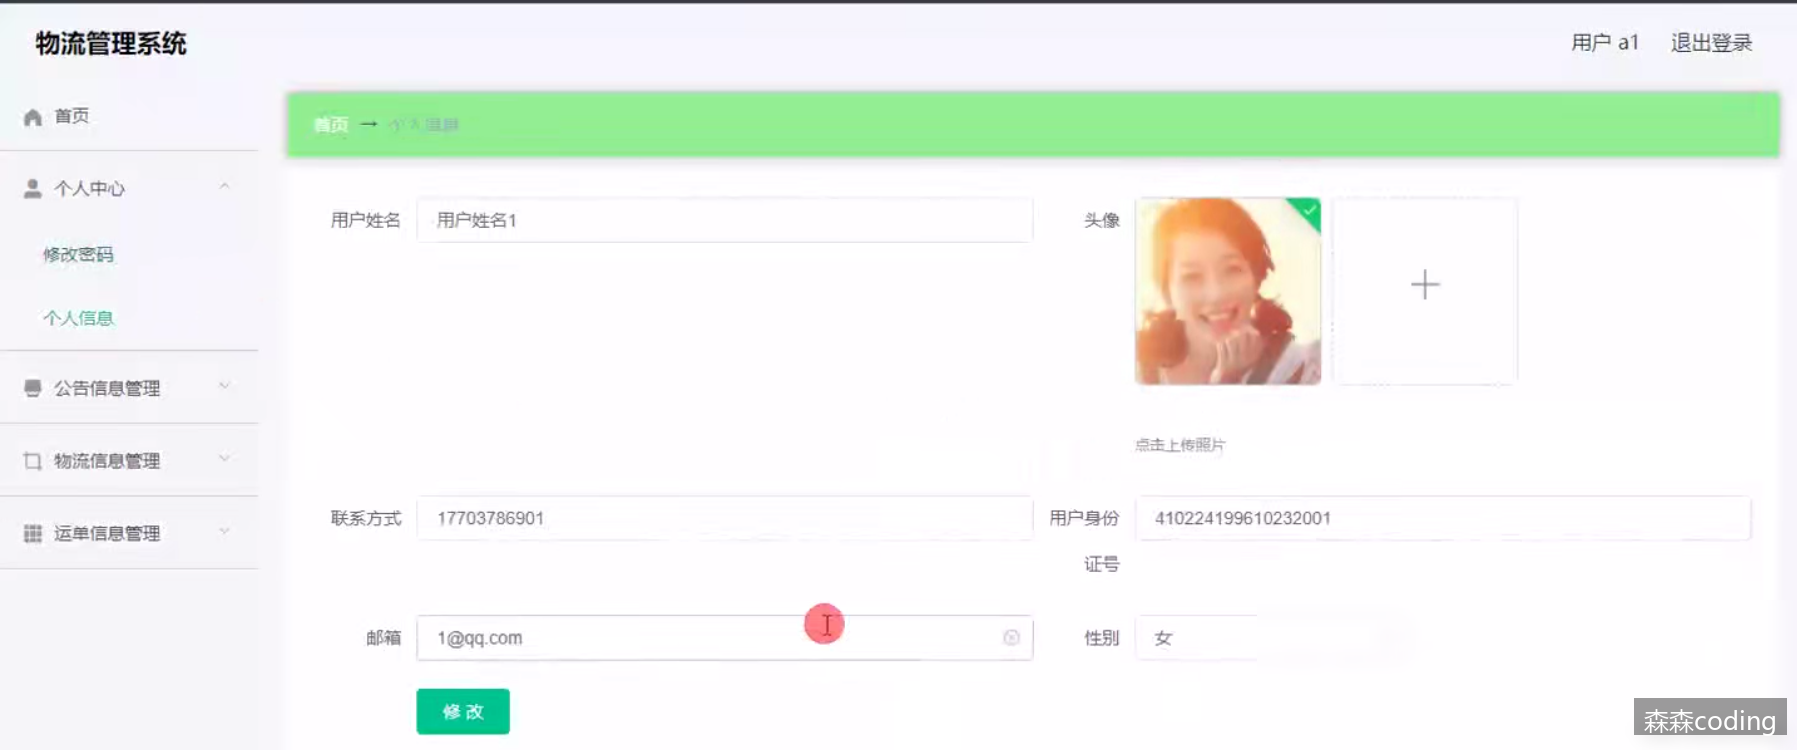 物流管理系统
用户 a1
退出登录
首页
个人中心
修改密码
个人信息
公告信息管理
物流信息管理
运单信息管理
首页 → 个人信息
用户姓名
用户姓名1
头像
点击上传照片
联系方式
17703786901
用户身份
证号
410224199610232001
邮箱
1@qq.com
性别
女
修改
森森coding